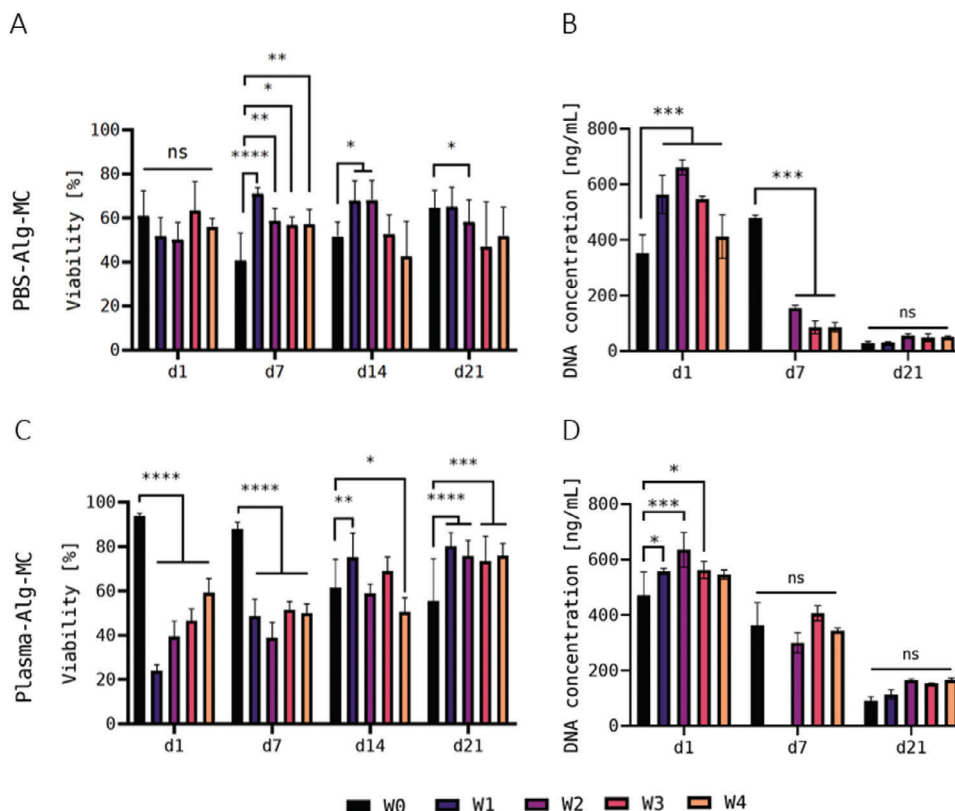 A
PBS-Alg-MC
Viability [%]
100
80
60
40
20
0
ns
****
**
*
**
*
*
d1
d7
d14
d21
B
DNA concentration [ng/mL]
800
600
400
200
0
***
***
ns
d1
d7
d21
C
Plasma-Alg-MC
Viability [%]
100
80
60
40
20
0
****
****
**
*
****
***
d1
d7
d14
d21
D
DNA concentration [ng/mL]
800
600
400
200
0
*
***
*
ns
ns
d1
d7
d21
W0 W1 W2 W3 W4